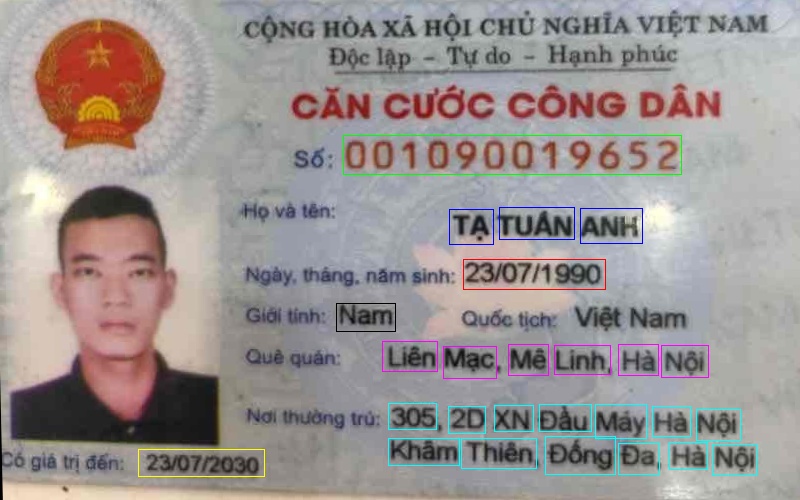 CỘNG HÒA XÃ HỘI CHỦ NGHĨA VIỆT NAM
Độc lập - Tự do - Hạnh phúc
CĂN CƯỚC CÔNG DÂN
Số: 001090019652
Họ và tên: TẠ TUẤN ANH
Ngày, tháng, năm sinh: 23/07/1990
Giới tính: Nam Quốc tịch: Việt Nam
Quê quán: Liên Mạc, Mê Linh, Hà Nội
Nơi thường trú: 305, 2D XN Đầu Máy Hà Nội
Khâm Thiên, Đống Đa, Hà Nội
Có giá trị đến: 23/07/2030